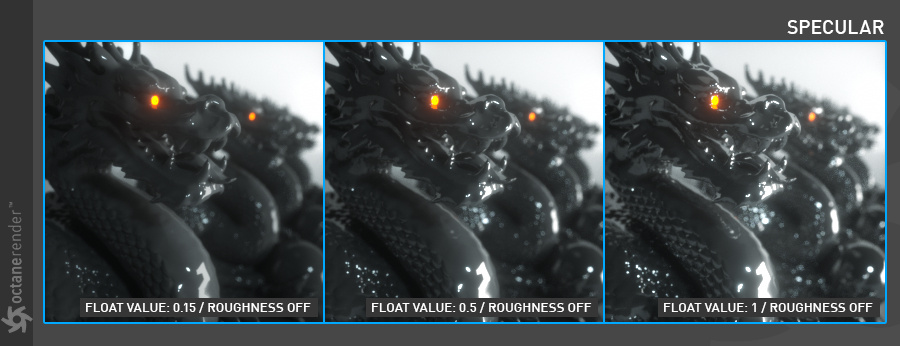 SPECULAR
FLOAT VALUE: 0.15 / ROUGHNESS OFF
FLOAT VALUE: 0.5 / ROUGHNESS OFF
FLOAT VALUE: 1 / ROUGHNESS OFF
octanerender™